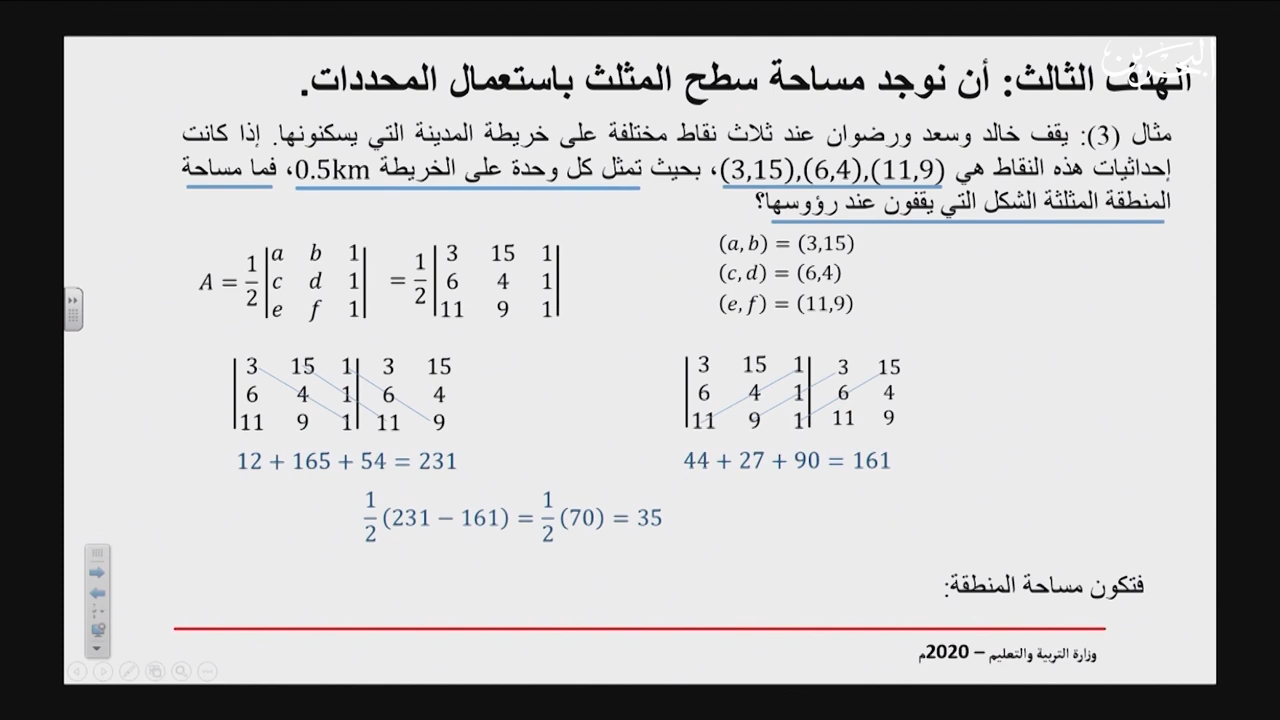 البحرين
الهدف الثالث: أن نوجد مساحة سطح المثلث باستعمال المحددات.
مثال (3): يقف خالد وسعد ورضوان عند ثلاث نقاط مختلفة على خريطة المدينة التي يسكنونها. إذا كانت
إحداثيات هذه النقاط هي (3,15),(6,4),(11,9)، بحيث تمثل كل وحدة على الخريطة 0.5km، فما مساحة
المنطقة المثلثة الشكل التي يقفون عند رؤوسها؟
(a, b) = (3,15)
(c, d) = (6,4)
(e, f) = (11,9)
A = 1/2 |a b 1| = 1/2 |3 15 1|
|c d 1| |6 4 1|
|e f 1| |11 9 1|
|3 15 1| 3 15
|6 4 1| 6 4
|11 9 1| 11 9
12 + 165 + 54 = 231
|3 15 1| 3 15
|6 4 1| 6 4
|11 9 1| 11 9
44 + 27 + 90 = 161
1/2 (231 − 161) = 1/2 (70) = 35
فتكون مساحة المنطقة:
وزارة التربية والتعليم – 2020م